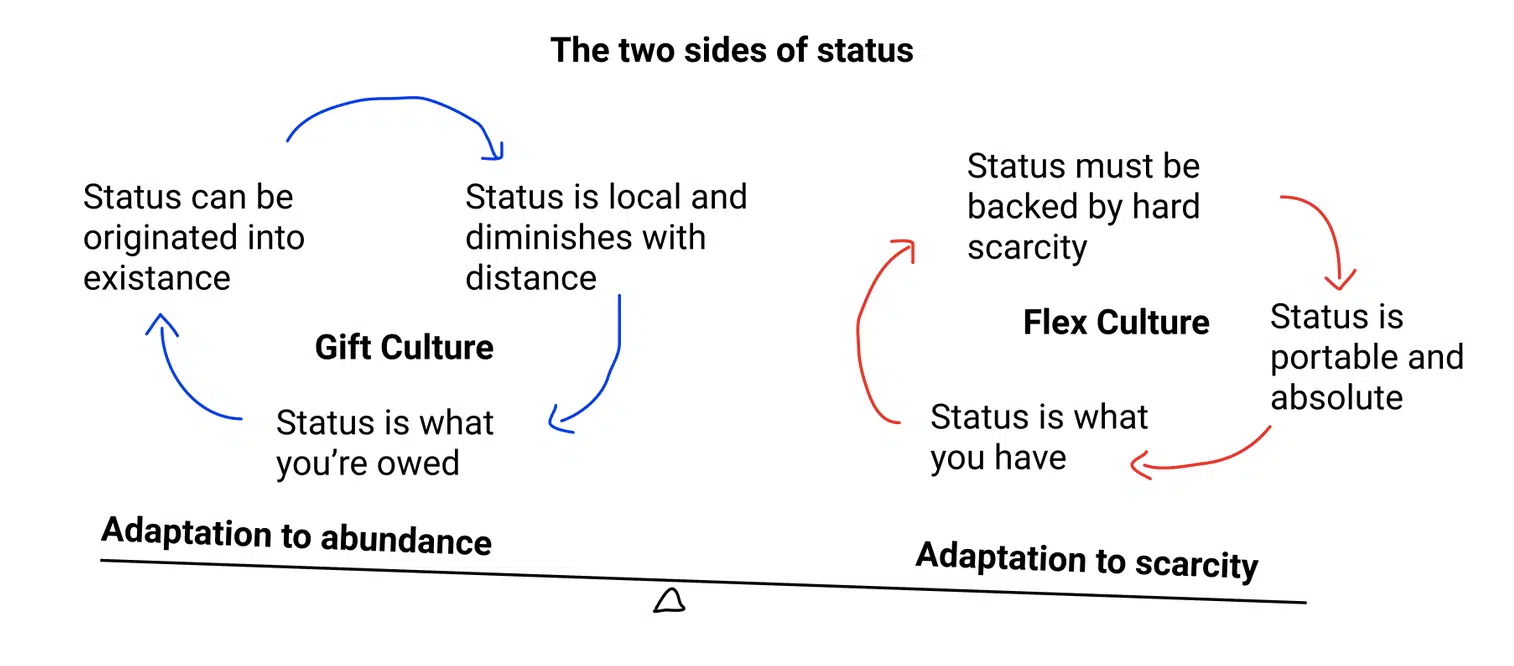 The two sides of status
Status can be
originated into
existance
Status is local and
diminishes with
distance
Gift Culture
Status is what
you’re owed
Adaptation to abundance
Status must be
backed by hard
scarcity
Flex Culture
Status is
portable and
absolute
Status is what
you have
Adaptation to scarcity